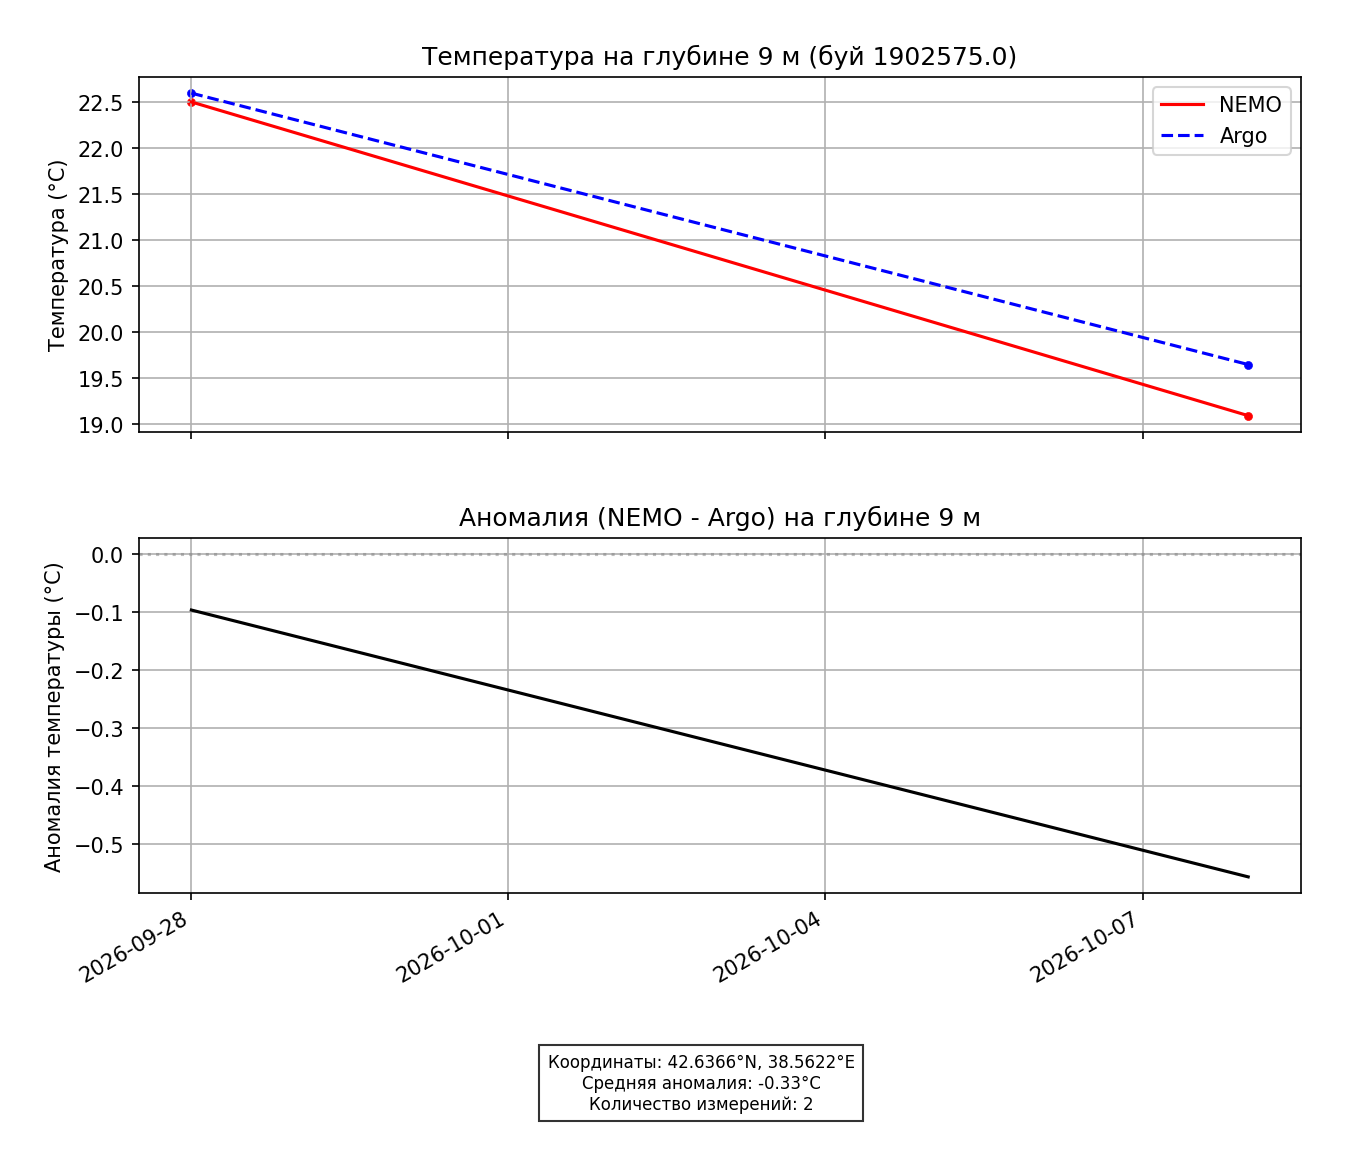 Температура на глубине 9 м (буй 1902575.0)
Температура (°C)
22.5
22.0
21.5
21.0
20.5
20.0
19.5
19.0
NEMO
Argo
Аномалия (NEMO - Argo) на глубине 9 м
Аномалия температуры (°C)
0.0
−0.1
−0.2
−0.3
−0.4
−0.5
2026-09-28
2026-10-01
2026-10-04
2026-10-07
Координаты: 42.6366°N, 38.5622°E
Средняя аномалия: -0.33°C
Количество измерений: 2